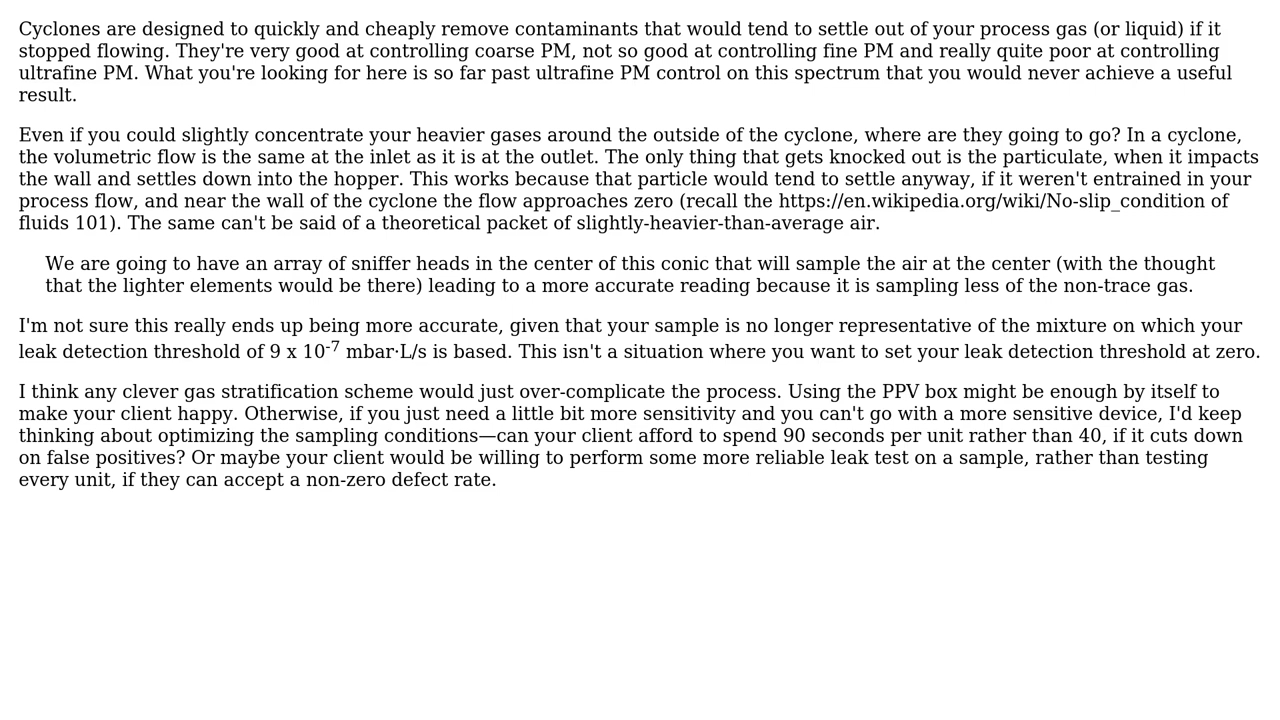 Cyclones are designed to quickly and cheaply remove contaminants that would tend to settle out of your process gas (or liquid) if it
stopped flowing. They're very good at controlling coarse PM, not so good at controlling fine PM and really quite poor at controlling
ultrafine PM. What you're looking for here is so far past ultrafine PM control on this spectrum that you would never achieve a useful
result.
Even if you could slightly concentrate your heavier gases around the outside of the cyclone, where are they going to go? In a cyclone,
the volumetric flow is the same at the inlet as it is at the outlet. The only thing that gets knocked out is the particulate, when it impacts
the wall and settles down into the hopper. This works because that particle would tend to settle anyway, if it weren't entrained in your
process flow, and near the wall of the cyclone the flow approaches zero (recall the https://en.wikipedia.org/wiki/No-slip_condition of
fluids 101). The same can't be said of a theoretical packet of slightly-heavier-than-average air.
We are going to have an array of sniffer heads in the center of this conic that will sample the air at the center (with the thought
that the lighter elements would be there) leading to a more accurate reading because it is sampling less of the non-trace gas.
I'm not sure this really ends up being more accurate, given that your sample is no longer representative of the mixture on which your
leak detection threshold of 9 x 10⁻⁷ mbar·L/s is based. This isn't a situation where you want to set your leak detection threshold at zero.
I think any clever gas stratification scheme would just over-complicate the process. Using the PPV box might be enough by itself to
make your client happy. Otherwise, if you just need a little bit more sensitivity and you can't go with a more sensitive device, I'd keep
thinking about optimizing the sampling conditions—can your client afford to spend 90 seconds per unit rather than 40, if it cuts down
on false positives? Or maybe your client would be willing to perform some more reliable leak test on a sample, rather than testing
every unit, if they can accept a non-zero defect rate.